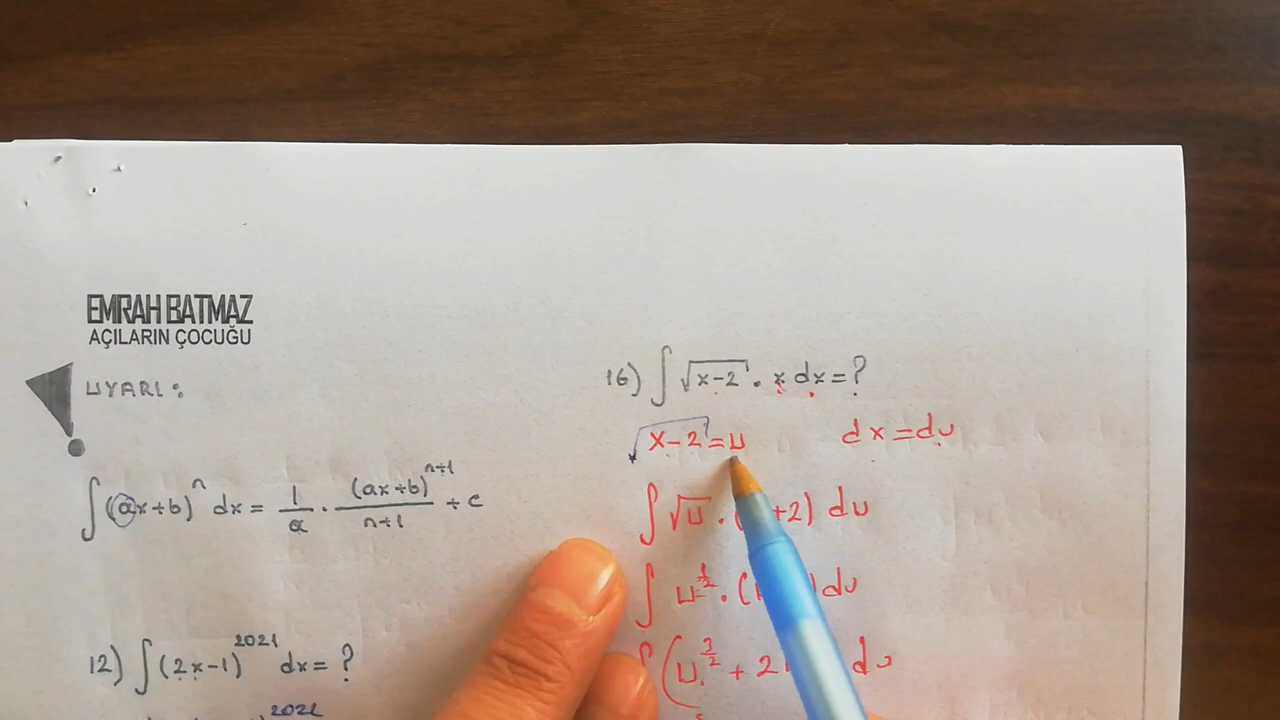 EMRAH BATMAZ
AÇILARIN ÇOCUĞU
UYARI :
∫(ax+b)ⁿ dx = 1/a · (ax+b)ⁿ⁺¹/(n+1) + c
12) ∫(2x-1)²⁰²¹ dx = ?
2021
16) ∫√(x-2) · x dx = ?
x-2 = u dx = du
∫√u · ( +2) du
∫ u^(1/2) · ( ) du
∫(u^(3/2) + 2 du